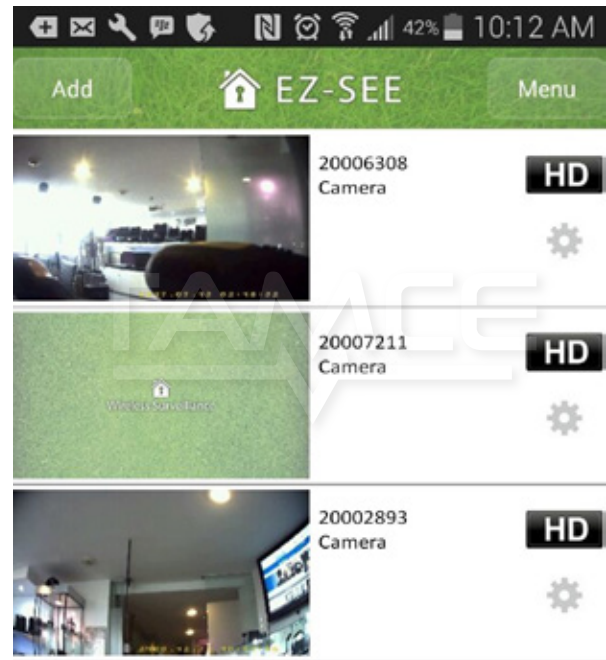 42% 10:12 AM
Add EZ-SEE Menu
20006308
Camera
HD
20007211
Camera
HD
Wireless Surveillance
20002893
Camera
HD